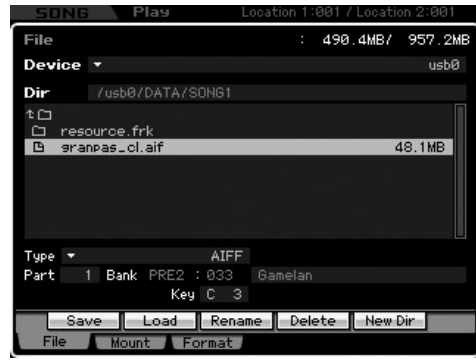 SONG Play Location 1:001 / Location 2:001
File : 490.4MB/ 957.2MB
Device usb0
Dir /usb0/DATA/SONG1
resource.frk
granpas_cl.aif 48.1MB
Type AIFF
Part 1 Bank PRE2 : 033 Gamelan
Key C 3
Save Load Rename Delete New Dir
File Mount Format